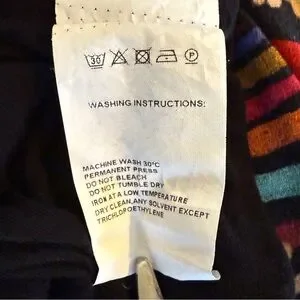 30 P
WASHING INSTRUCTIONS:
MACHINE WASH 30°C
PERMANENT PRESS
DO NOT BLEACH
DO NOT TUMBLE DRY
IRON AT A LOW TEMPERATURE
DRY CLEAN,ANY SOLVENT EXCEPT
TRICHLOROETHYLENE